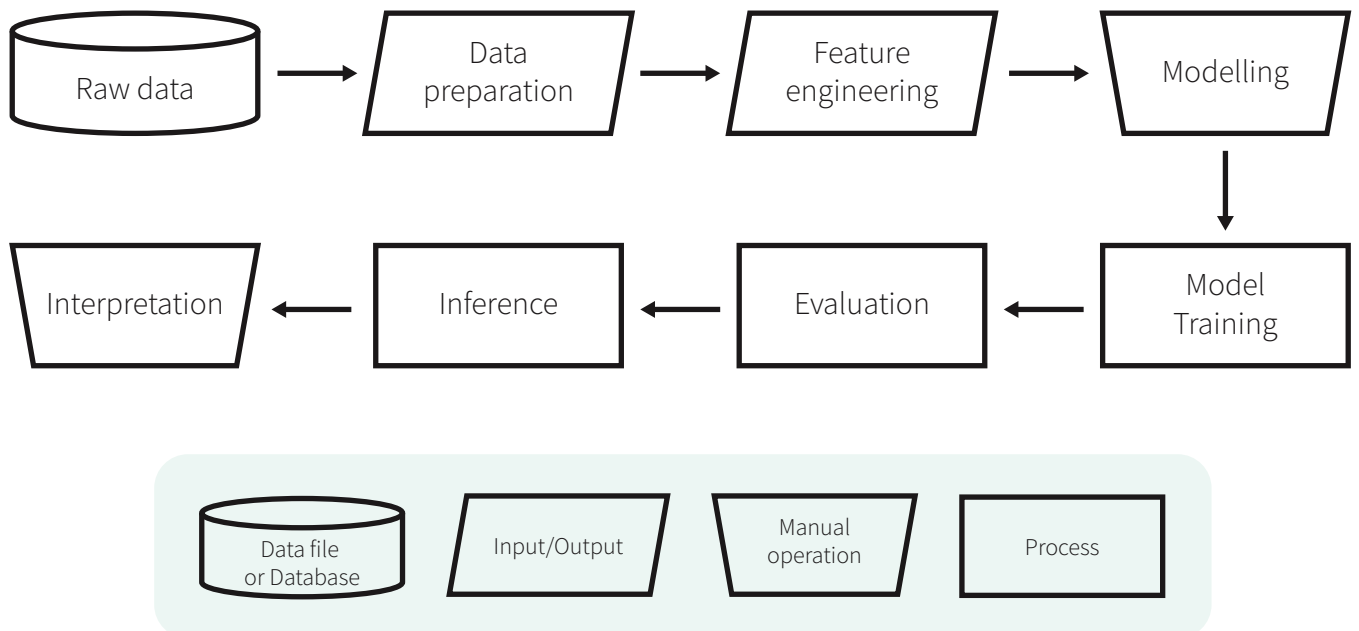 Raw data
Data
preparation
Feature
engineering
Modelling
Interpretation
Inference
Evaluation
Model
Training
Data file
or Database
Input/Output
Manual
operation
Process